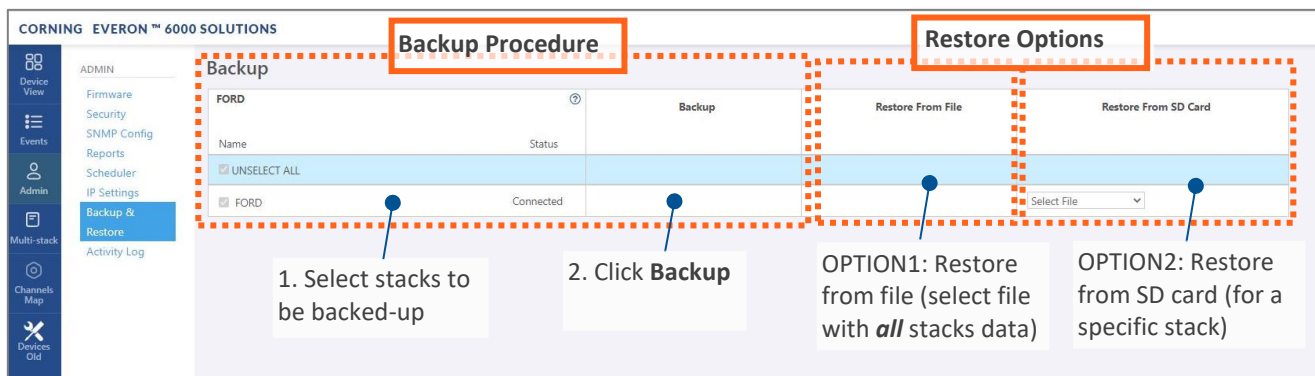 CORNING EVERON ™ 6000 SOLUTIONS
Backup Procedure
Restore Options
Device
View
Events
Admin
Multi-stack
Channels
Map
Devices
Old
ADMIN
Firmware
Security
SNMP Config
Reports
Scheduler
IP Settings
Backup &
Restore
Activity Log
Backup
FORD
Backup
Restore From File
Restore From SD Card
Name Status
UNSELECT ALL
FORD Connected
Select File
1. Select stacks to
be backed-up
2. Click Backup
OPTION1: Restore
from file (select file
with all stacks data)
OPTION2: Restore
from SD card (for a
specific stack)